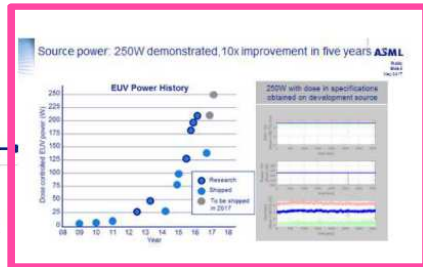 Source power: 250W demonstrated,10x improvement in five years
ASML
EUV Power History
Dose controlled EUV power (W)
250
225
200
175
150
125
100
75
50
25
0
08 09 10 11 12 13 14 15 16 17 18
Year
Research
Shipped
To be shipped
in 2017
250W with dose in specifications
obtained on development source